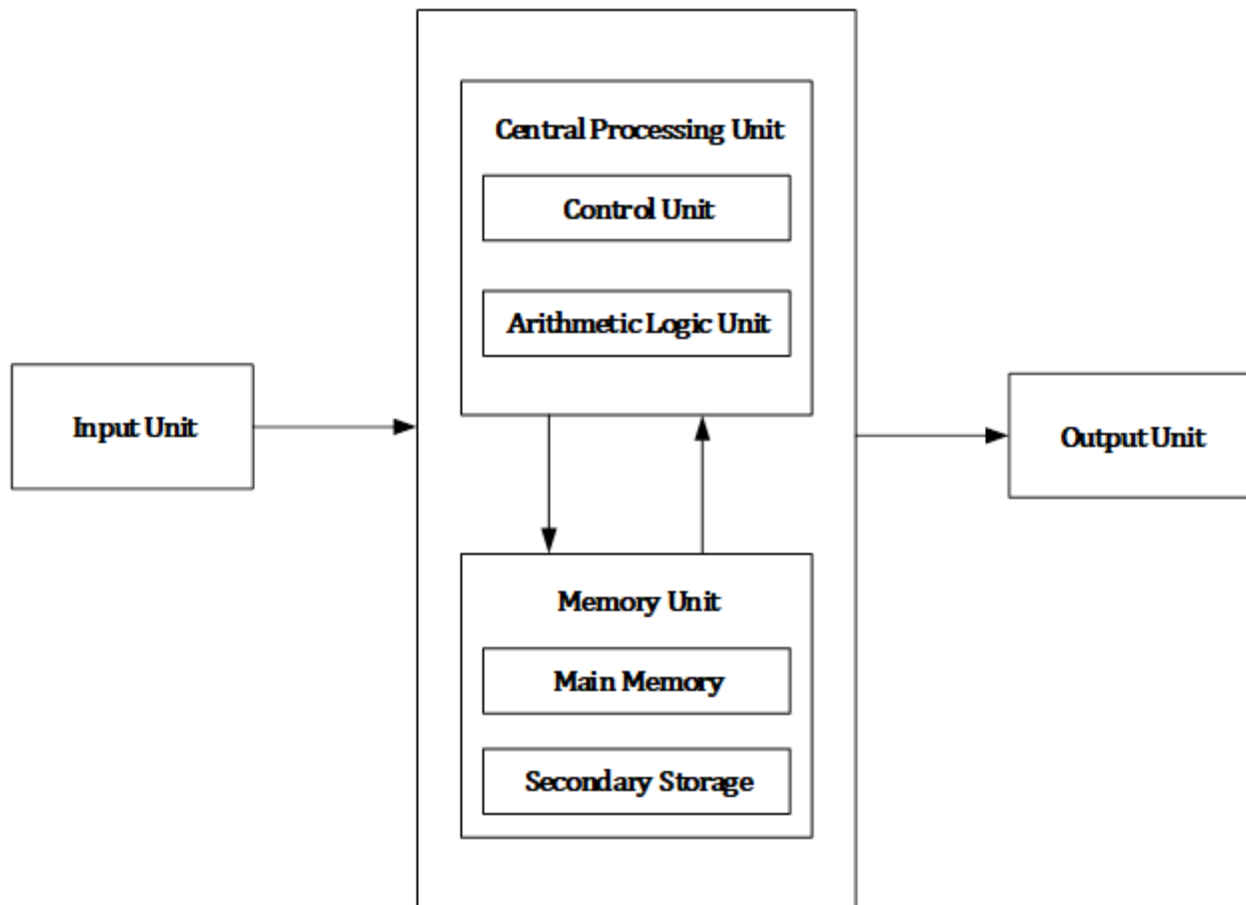 Central Processing Unit
Control Unit
Arithmetic Logic Unit
Input Unit
Output Unit
Memory Unit
Main Memory
Secondary Storage